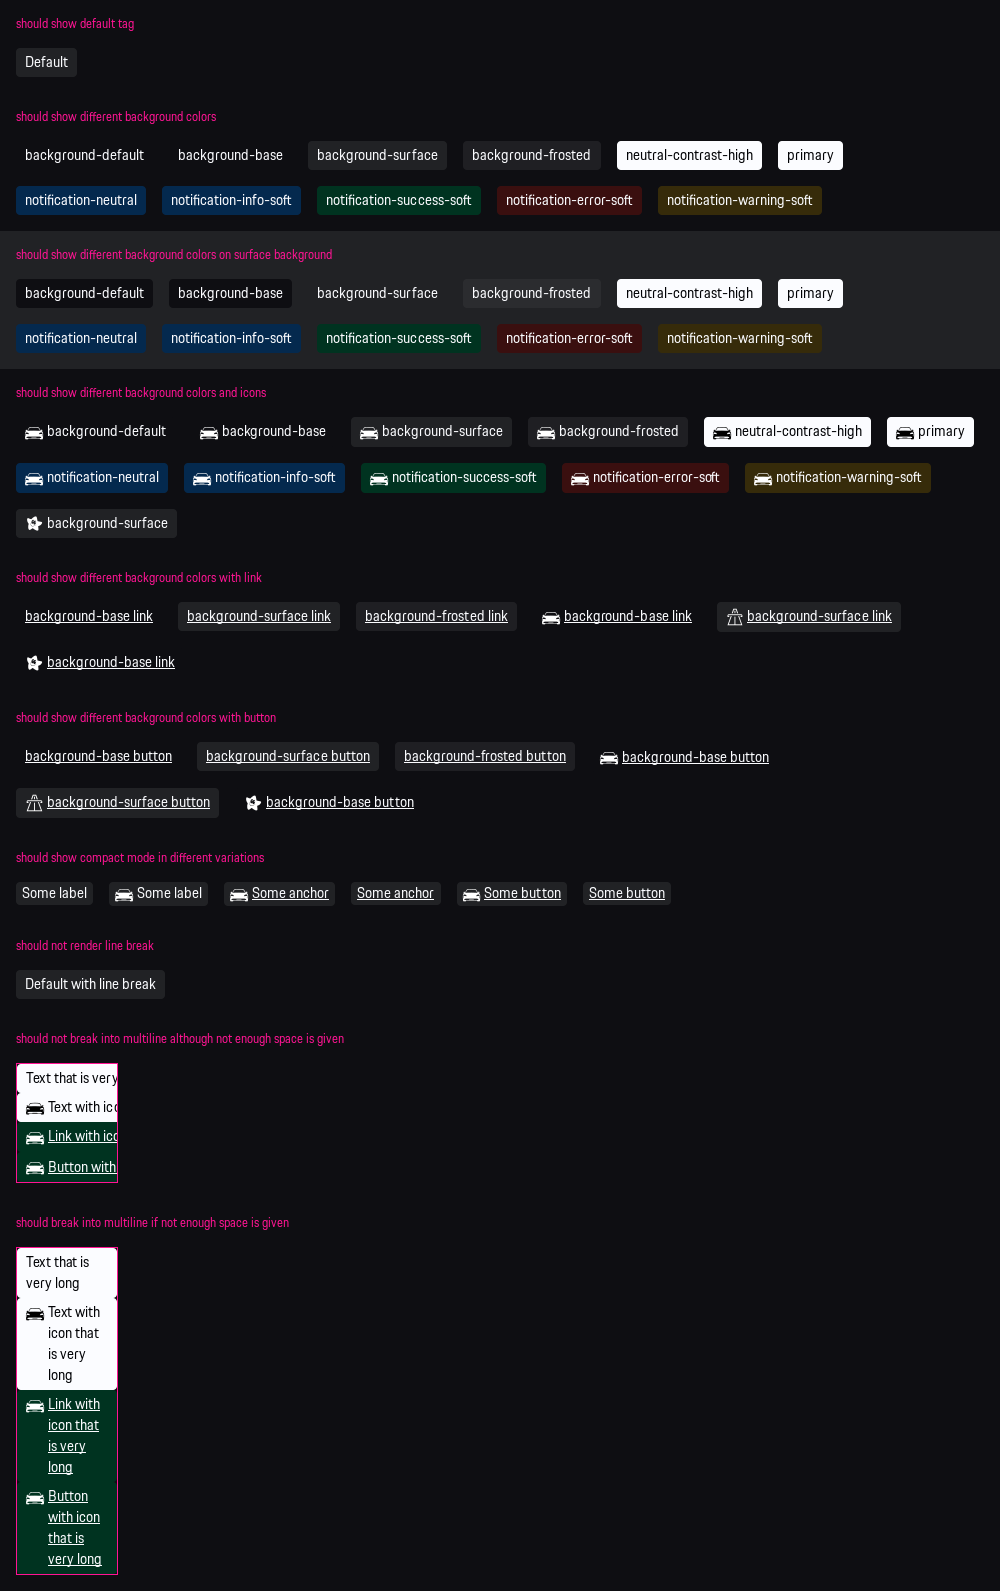 should show default tag
Default
should show different background colors
background-default background-base background-surface background-frosted neutral-contrast-high primary
notification-neutral notification-info-soft notification-success-soft notification-error-soft notification-warning-soft
should show different background colors on surface background
background-default background-base background-surface background-frosted neutral-contrast-high primary
notification-neutral notification-info-soft notification-success-soft notification-error-soft notification-warning-soft
should show different background colors and icons
background-default background-base background-surface background-frosted neutral-contrast-high primary
notification-neutral notification-info-soft notification-success-soft notification-error-soft notification-warning-soft
background-surface
should show different background colors with link
background-base link background-surface link background-frosted link background-base link background-surface link
background-base link
should show different background colors with button
background-base button background-surface button background-frosted button background-base button
background-surface button background-base button
should show compact mode in different variations
Some label Some label Some anchor Some anchor Some button Some button
should not render line break
Default with line break
should not break into multiline although not enough space is given
Text that is very
Text with ico
Link with ico
Button with
should break into multiline if not enough space is given
Text that is
very long
Text with
icon that
is very
long
Link with
icon that
is very
long
Button
with icon
that is
very long